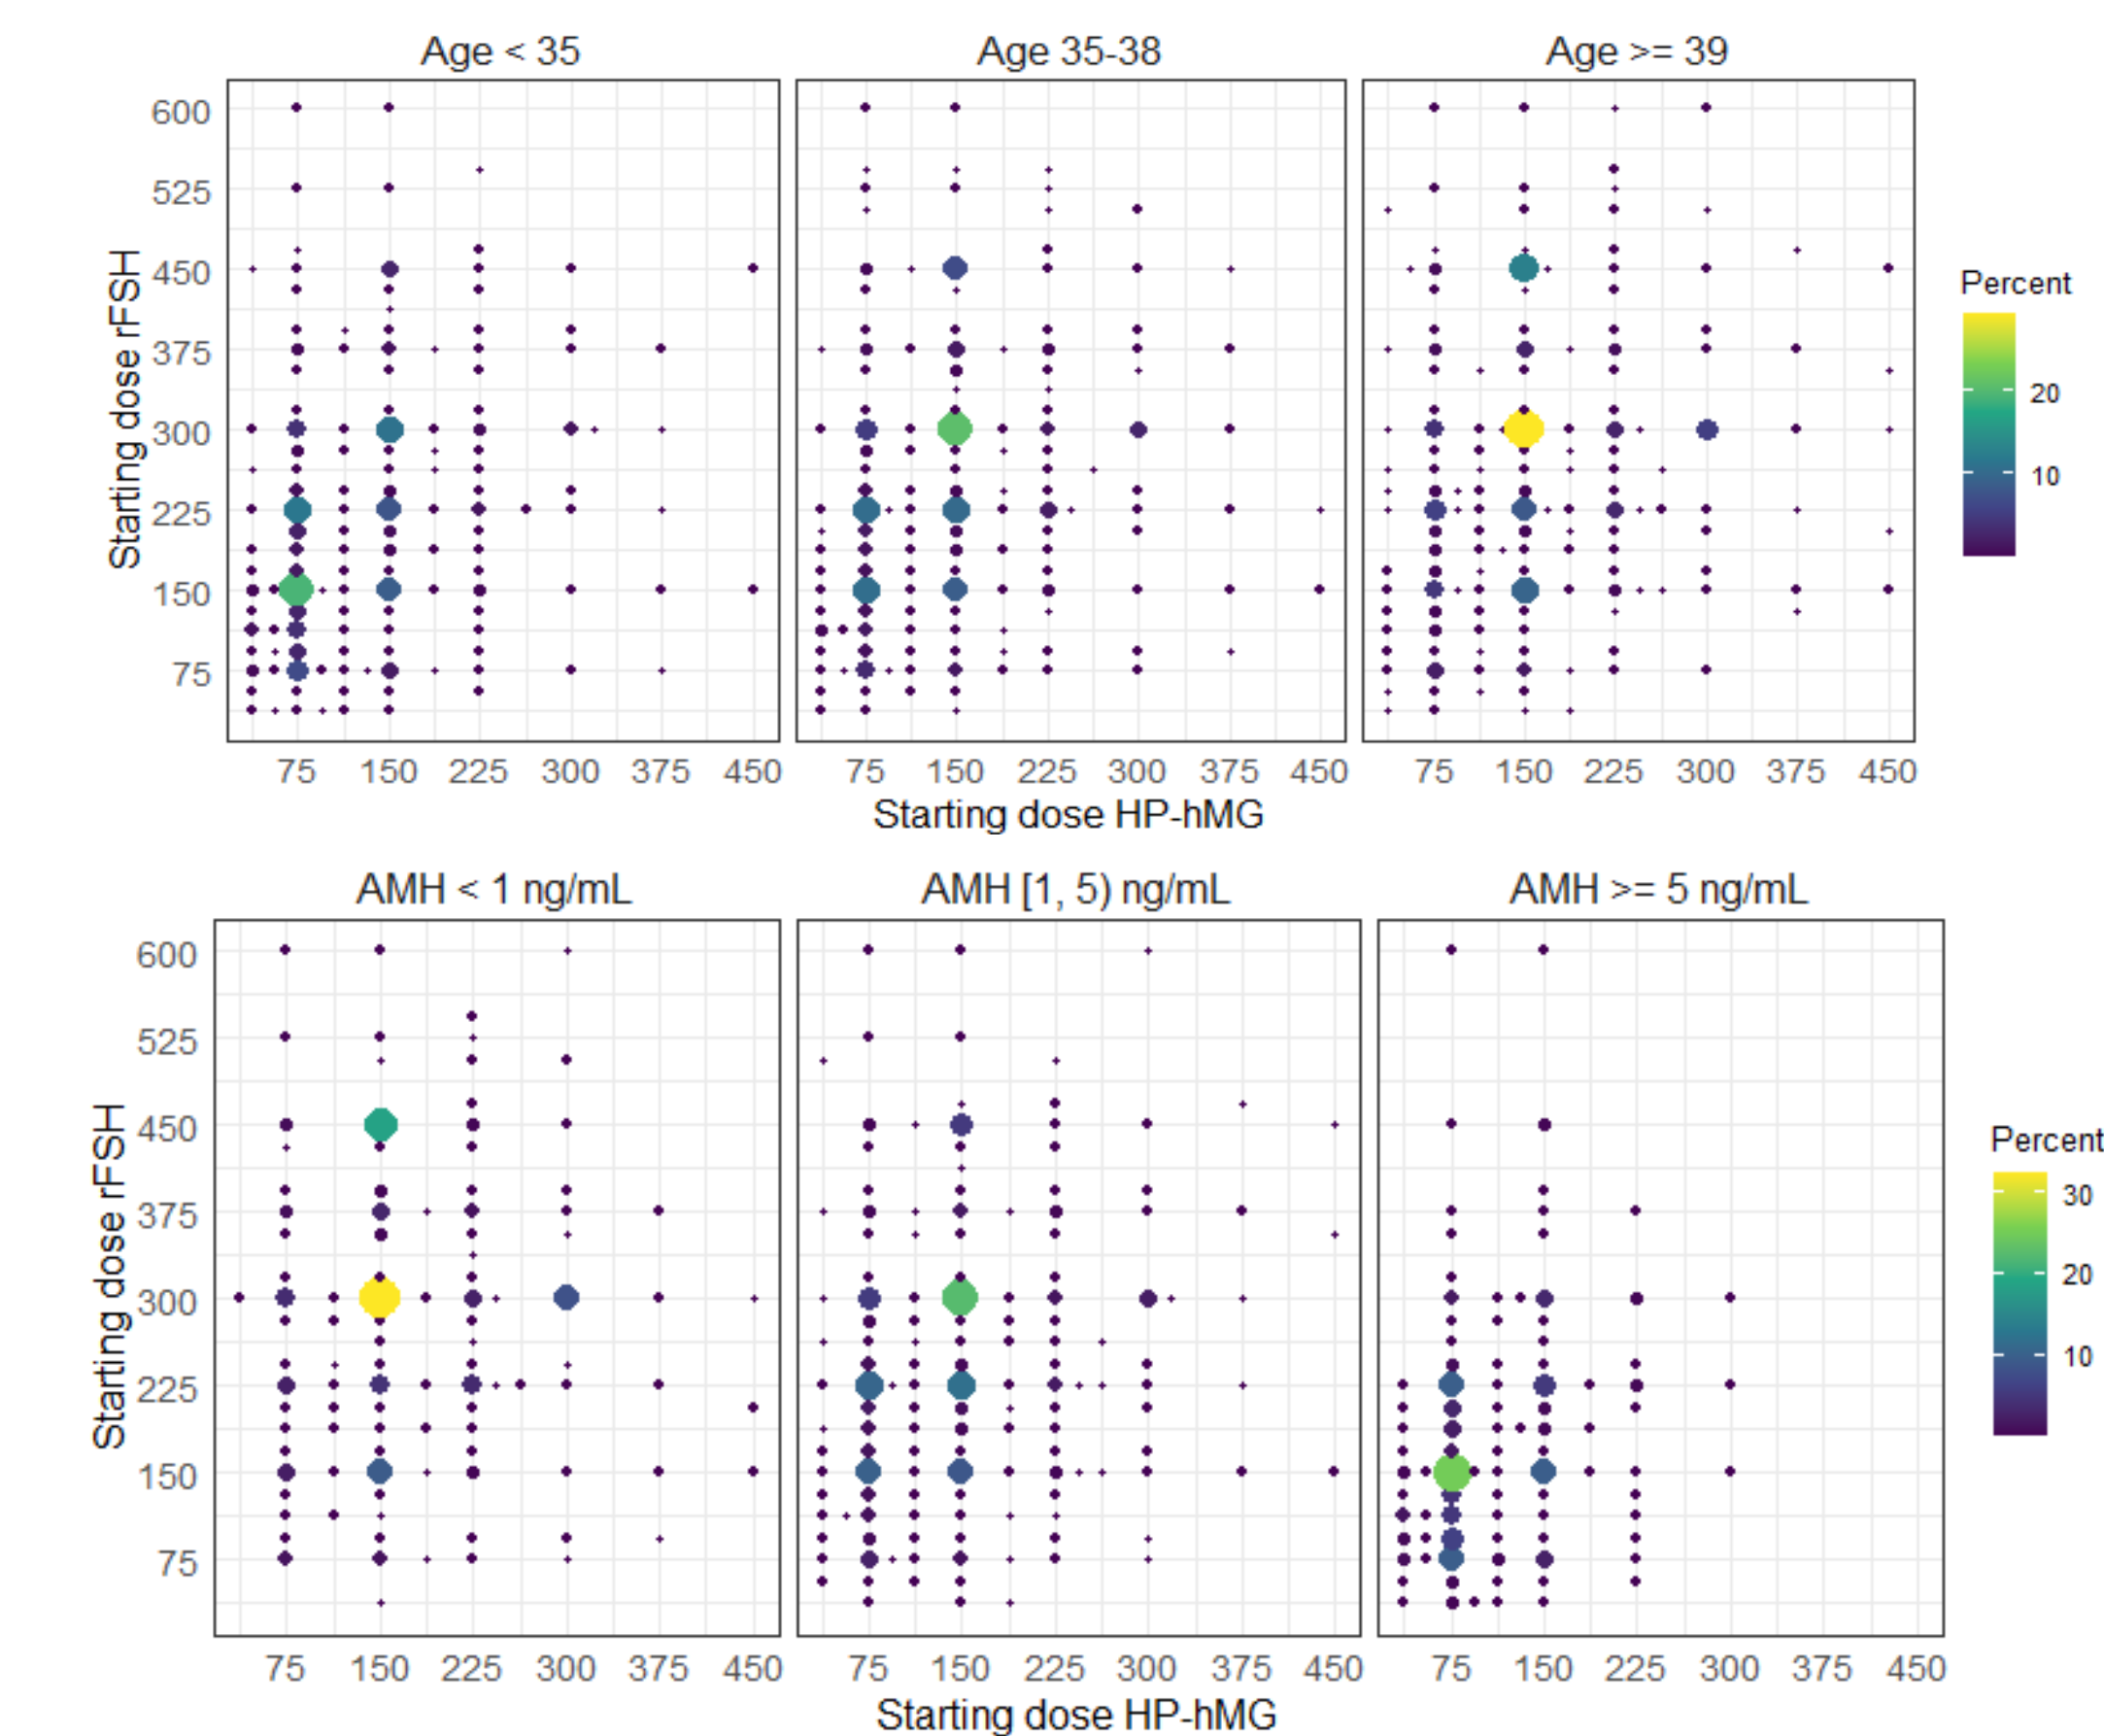 Age < 35 Age 35-38 Age >= 39
600
525
450
375
300
225
150
75
Starting dose rFSH
75 150 225 300 375 450 75 150 225 300 375 450 75 150 225 300 375 450
Starting dose HP-hMG
Percent
20
10
AMH < 1 ng/mL AMH [1, 5) ng/mL AMH >= 5 ng/mL
600
525
450
375
300
225
150
75
Starting dose rFSH
75 150 225 300 375 450 75 150 225 300 375 450 75 150 225 300 375 450
Starting dose HP-hMG
Percent
30
20
10